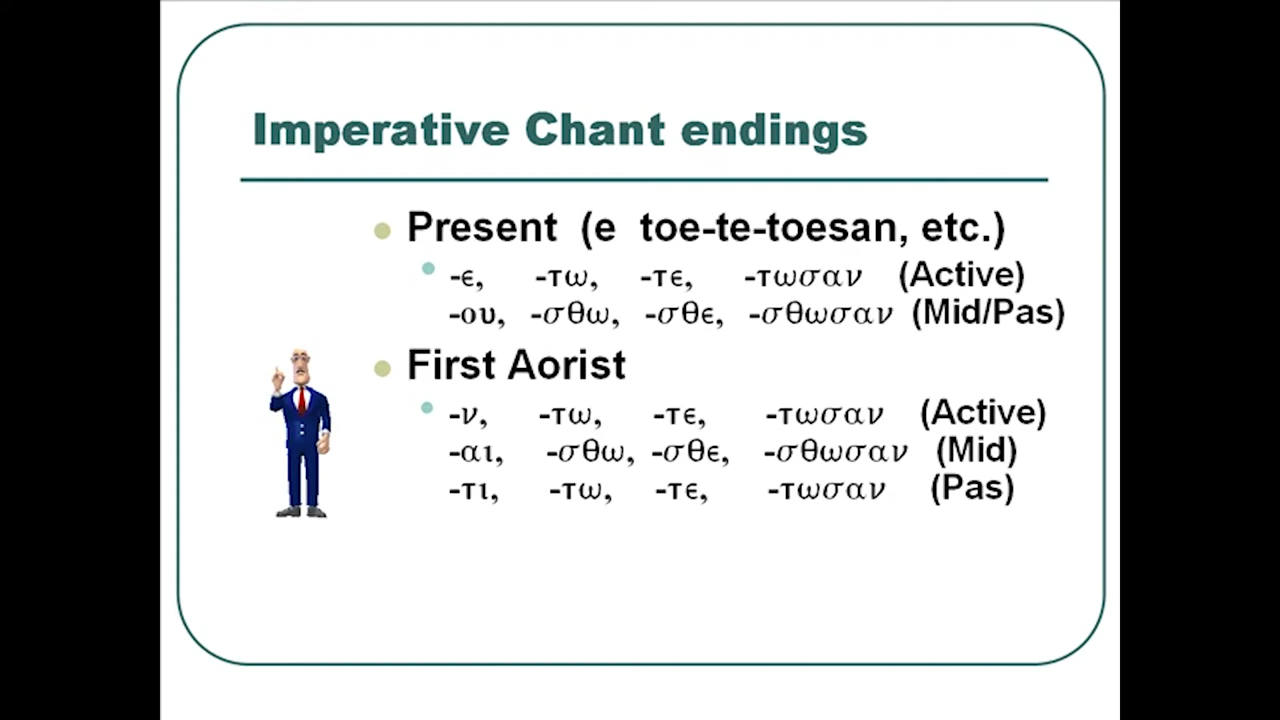 Imperative Chant endings
Present (e toe-te-toesan, etc.)
-ε, -τω, -τε, -τωσαν (Active)
-ου, -σθω, -σθε, -σθωσαν (Mid/Pas)
First Aorist
-ν, -τω, -τε, -τωσαν (Active)
-αι, -σθω, -σθε, -σθωσαν (Mid)
-τι, -τω, -τε, -τωσαν (Pas)